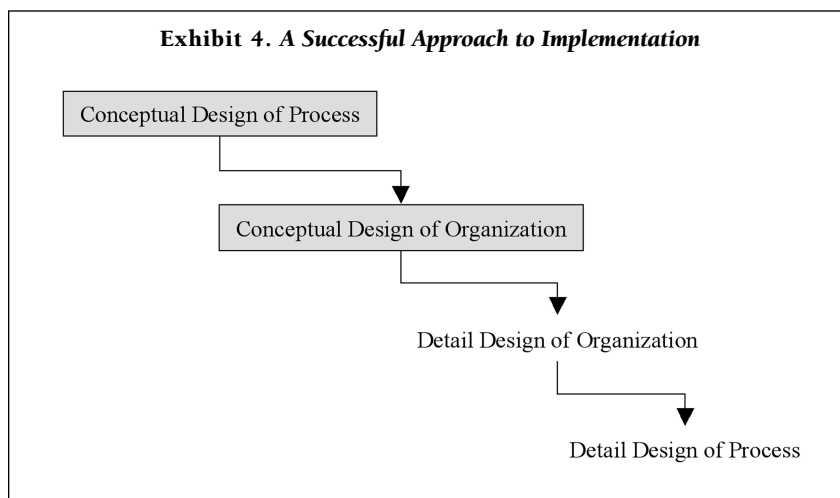 Exhibit 4. A Successful Approach to Implementation
Conceptual Design of Process
Conceptual Design of Organization
Detail Design of Organization
Detail Design of Process